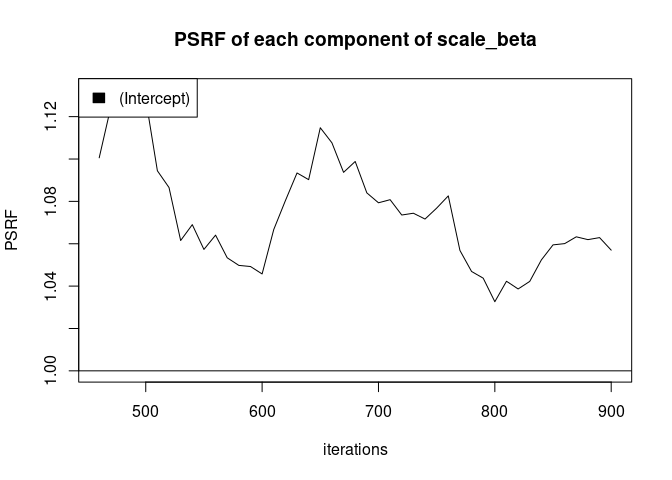 PSRF of each component of scale_beta
(Intercept)
PSRF
1.12
1.08
1.04
1.00
500 600 700 800 900
iterations